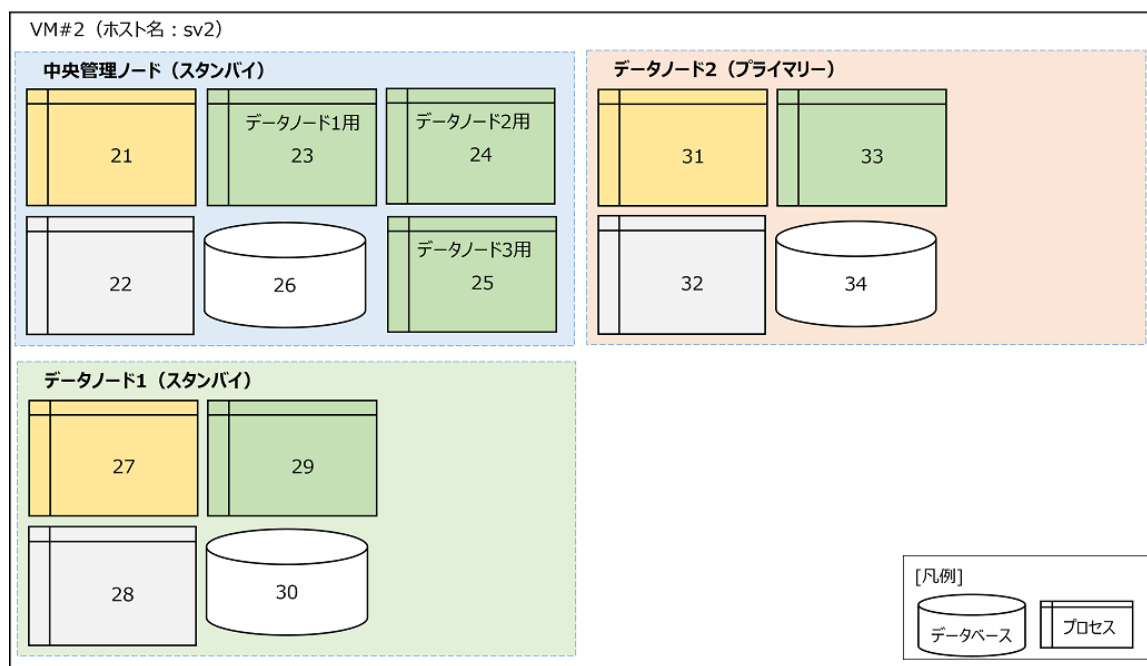 VM#2（ホスト名：sv2）
中央管理ノード（スタンバイ）
21
データノード1用
23
データノード2用
24
22
26
データノード3用
25
データノード2（プライマリー）
31
33
32
34
データノード1（スタンバイ）
27
29
28
30
[凡例]
データベース
プロセス